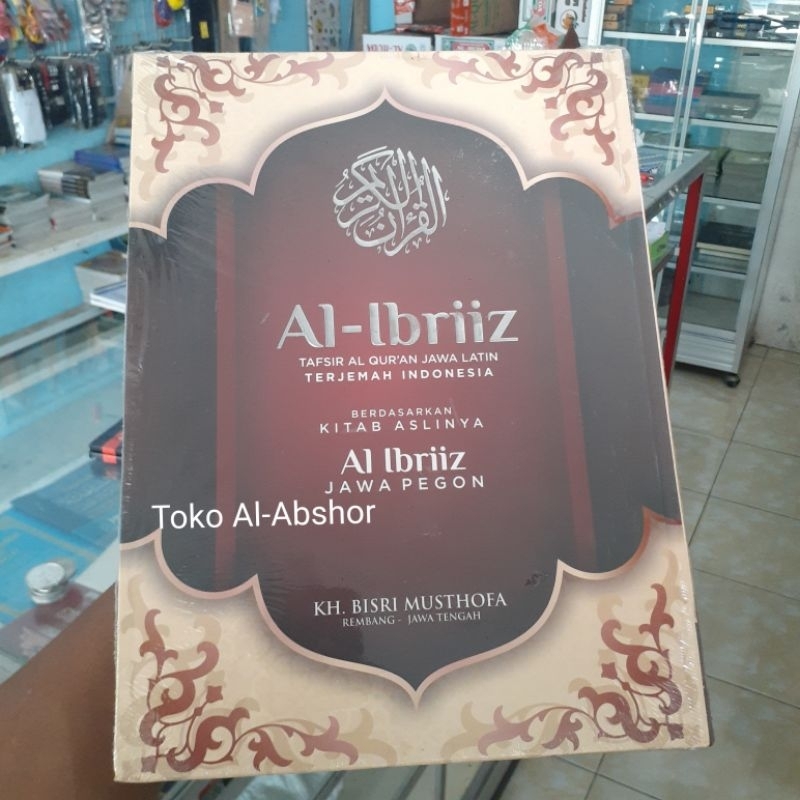 القرآن الكريم
Al-Ibriiz
TAFSIR AL QUR'AN JAWA LATIN
TERJEMAH INDONESIA
BERDASARKAN
KITAB ASLINYA
Al Ibriiz
JAWA PEGON
Toko Al-Abshor
KH. BISRI MUSTHOFA
REMBANG - JAWA TENGAH